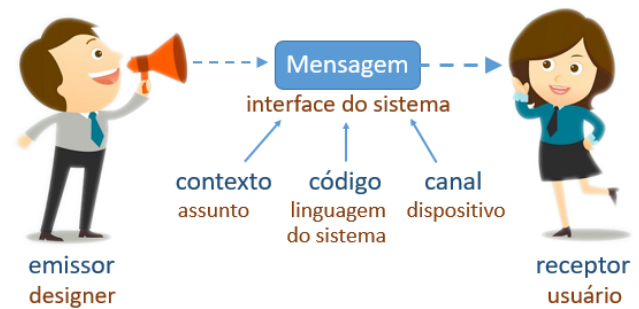 Mensagem
interface do sistema
contexto
assunto
código
linguagem
do sistema
canal
dispositivo
emissor
designer
receptor
usuário